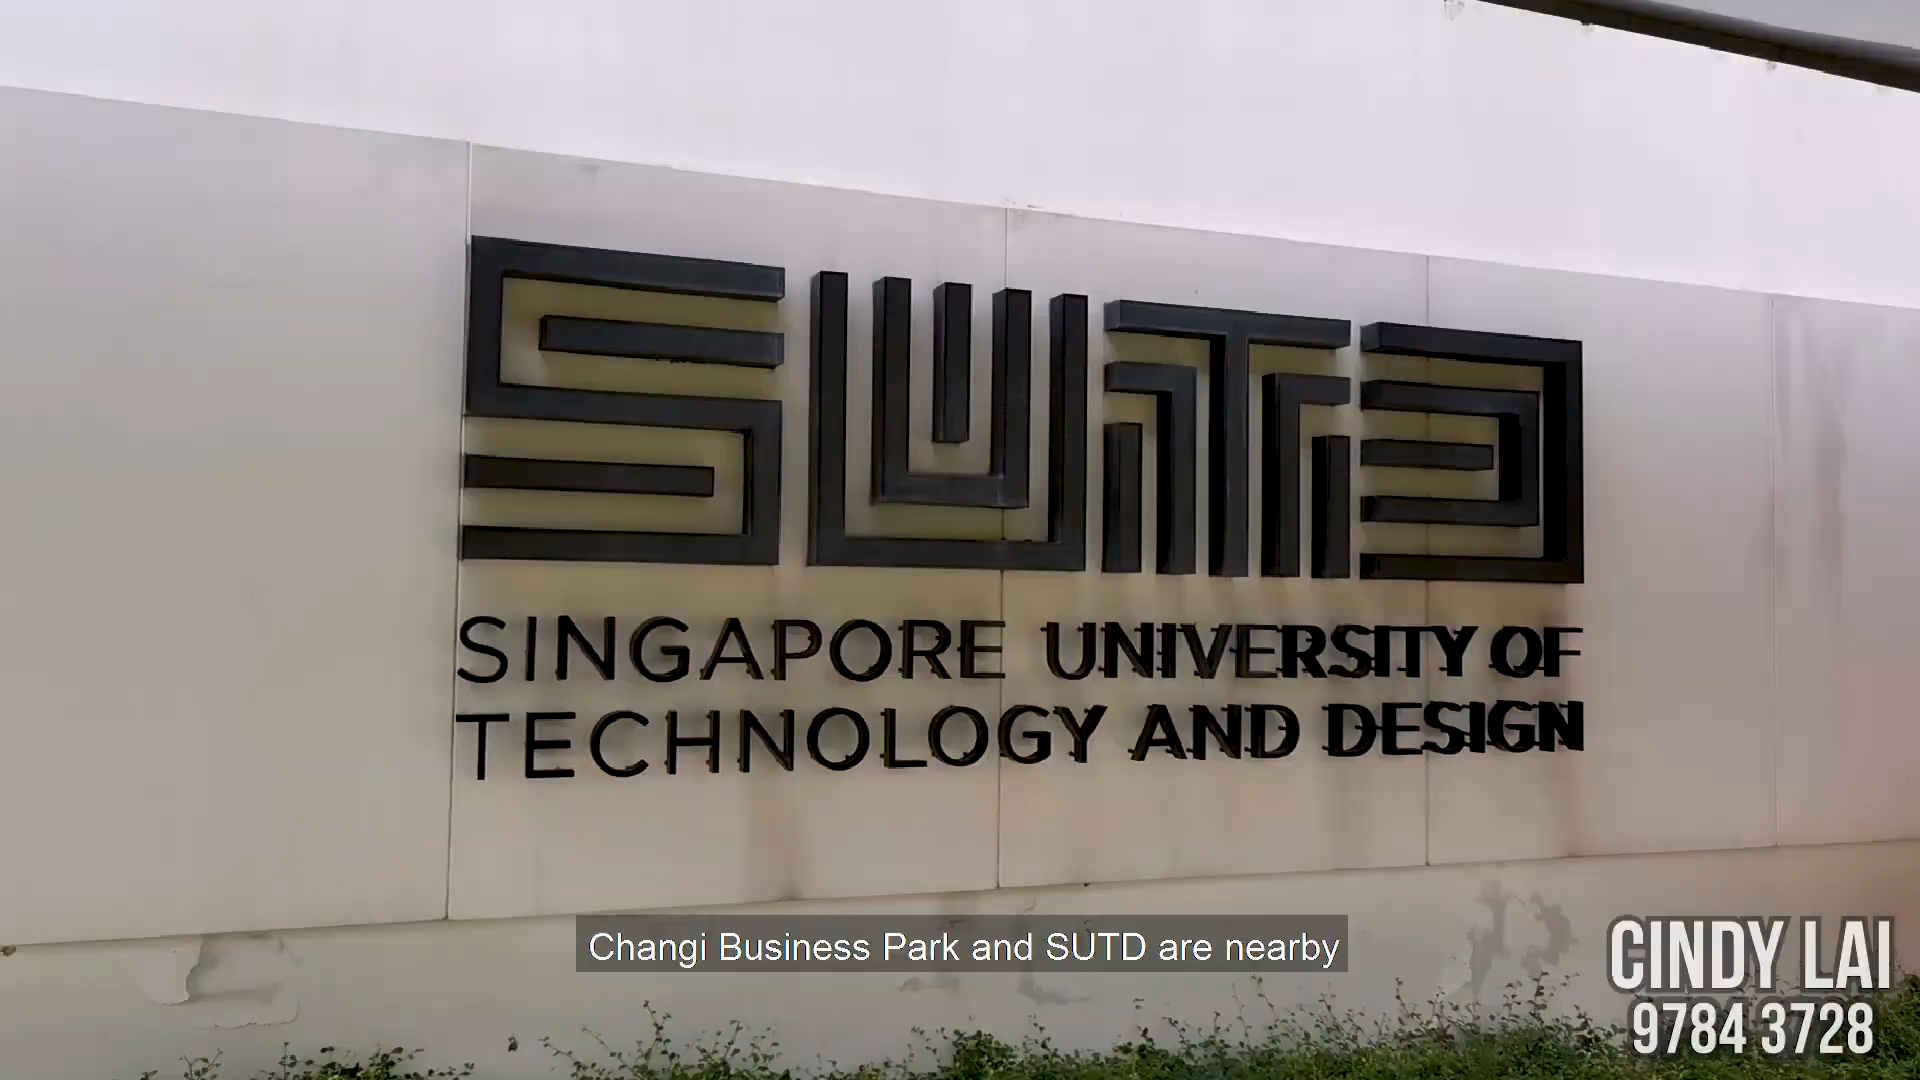 SUTD
SINGAPORE UNIVERSITY OF
TECHNOLOGY AND DESIGN
Changi Business Park and SUTD are nearby
CINDY LAI
9784 3728